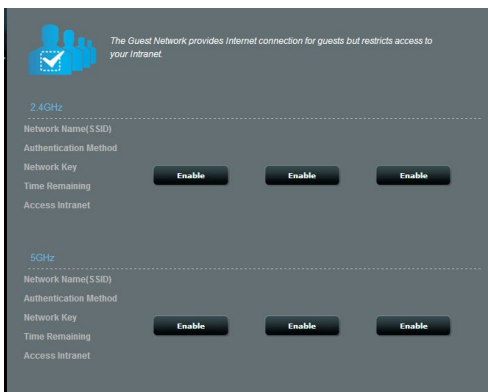 The Guest Network provides Internet connection for guests but restricts access to
your Intranet.
2.4GHz
Network Name(SSID)
Authentication Method
Network Key
Time Remaining
Access Intranet
Enable Enable Enable
5GHz
Network Name(SSID)
Authentication Method
Network Key
Time Remaining
Access Intranet
Enable Enable Enable